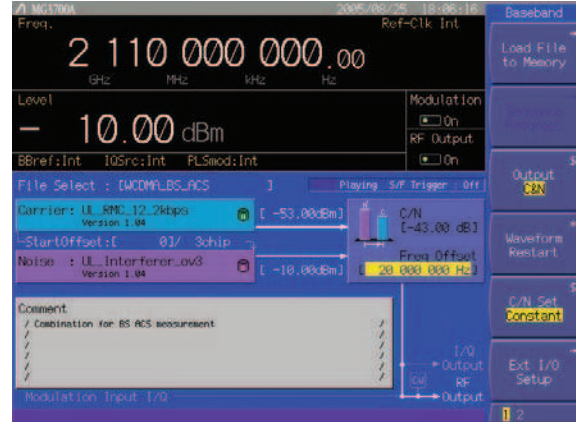 MG3700A 2005/08/25 18:06:16
Baseband
Freq. Ref-Clk Int
2 110 000 000.00
GHz MHz kHz Hz
Load File
to Memory
Level
- 10.00 dBm
Modulation
On
RF Output
On
BBref:Int IQSrc:Int PLSmod:Int
File Select : [WCDMA_BS_ACS ] Playing S/F Trigger : Off
Output
C&N
Carrier: UL_RMC_12_2kbps
Version 1.04
[ -53.00dBm]
C/N
[-43.00 dB]
StartOffset:[ 0]/ 3chip
Noise : UL_Interferer_ov3
Version 1.04
[ -10.00dBm]
Freq Offset
[ 20 000 000 Hz]
Waveform
Restart
Comment
/ Combination for BS ACS measurement /
/ /
/ /
/ /
/ /
C/N Set
Constant
I/Q
Output
CW RF
Output
Ext I/O
Setup
Modulation Input I/Q
1 2